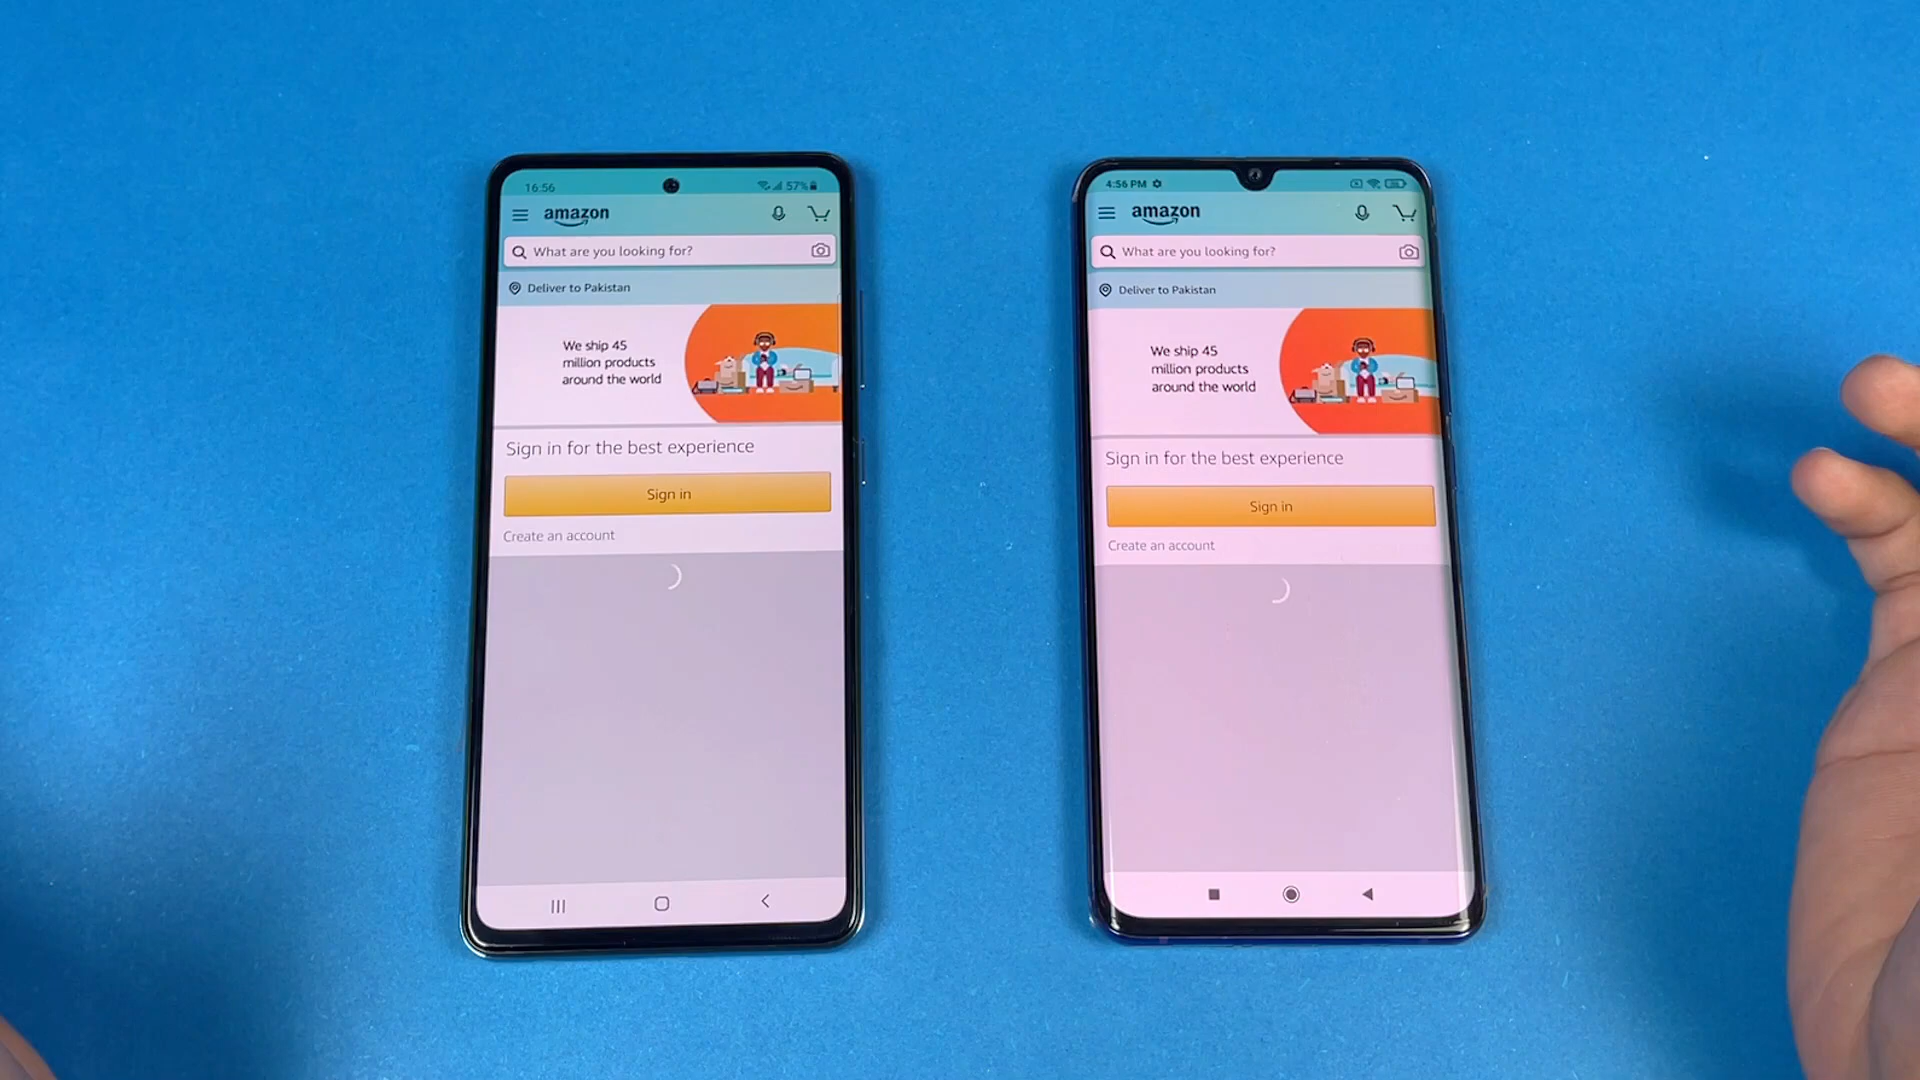 16:56
57%
amazon
What are you looking for?
Deliver to Pakistan
We ship 45
million products
around the world
Sign in for the best experience
Sign in
Create an account
4:56 PM
amazon
What are you looking for?
Deliver to Pakistan
We ship 45
million products
around the world
Sign in for the best experience
Sign in
Create an account